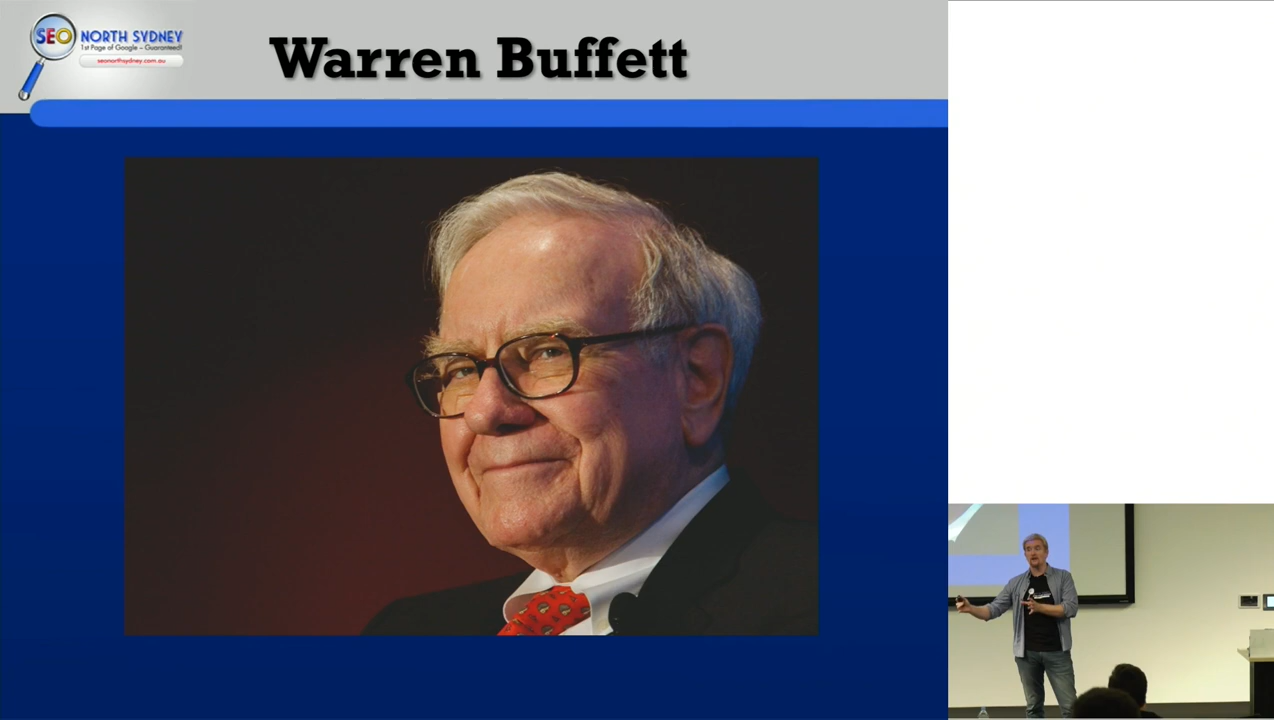 SEO NORTH SYDNEY
1st Page of Google – Guaranteed!
seonorthsydney.com.au
Warren Buffett